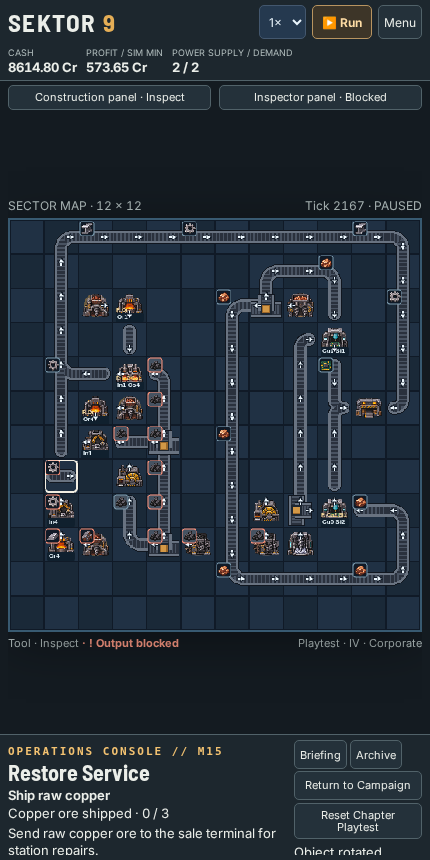 SEKTOR 9
1×
▶ Run
Menu
CASH
8614.80 Cr
PROFIT / SIM MIN
573.65 Cr
POWER SUPPLY / DEMAND
2 / 2
Construction panel · Inspect
Inspector panel · Blocked
SECTOR MAP · 12 × 12
Tick 2167 · PAUSED
Tool · Inspect · ! Output blocked
Playtest · IV · Corporate
OPERATIONS CONSOLE // M15
Restore Service
Ship raw copper
Copper ore shipped · 0 / 3
Send raw copper ore to the sale terminal for
station repairs.
Briefing
Archive
Return to Campaign
Reset Chapter
Playtest
Object rotated